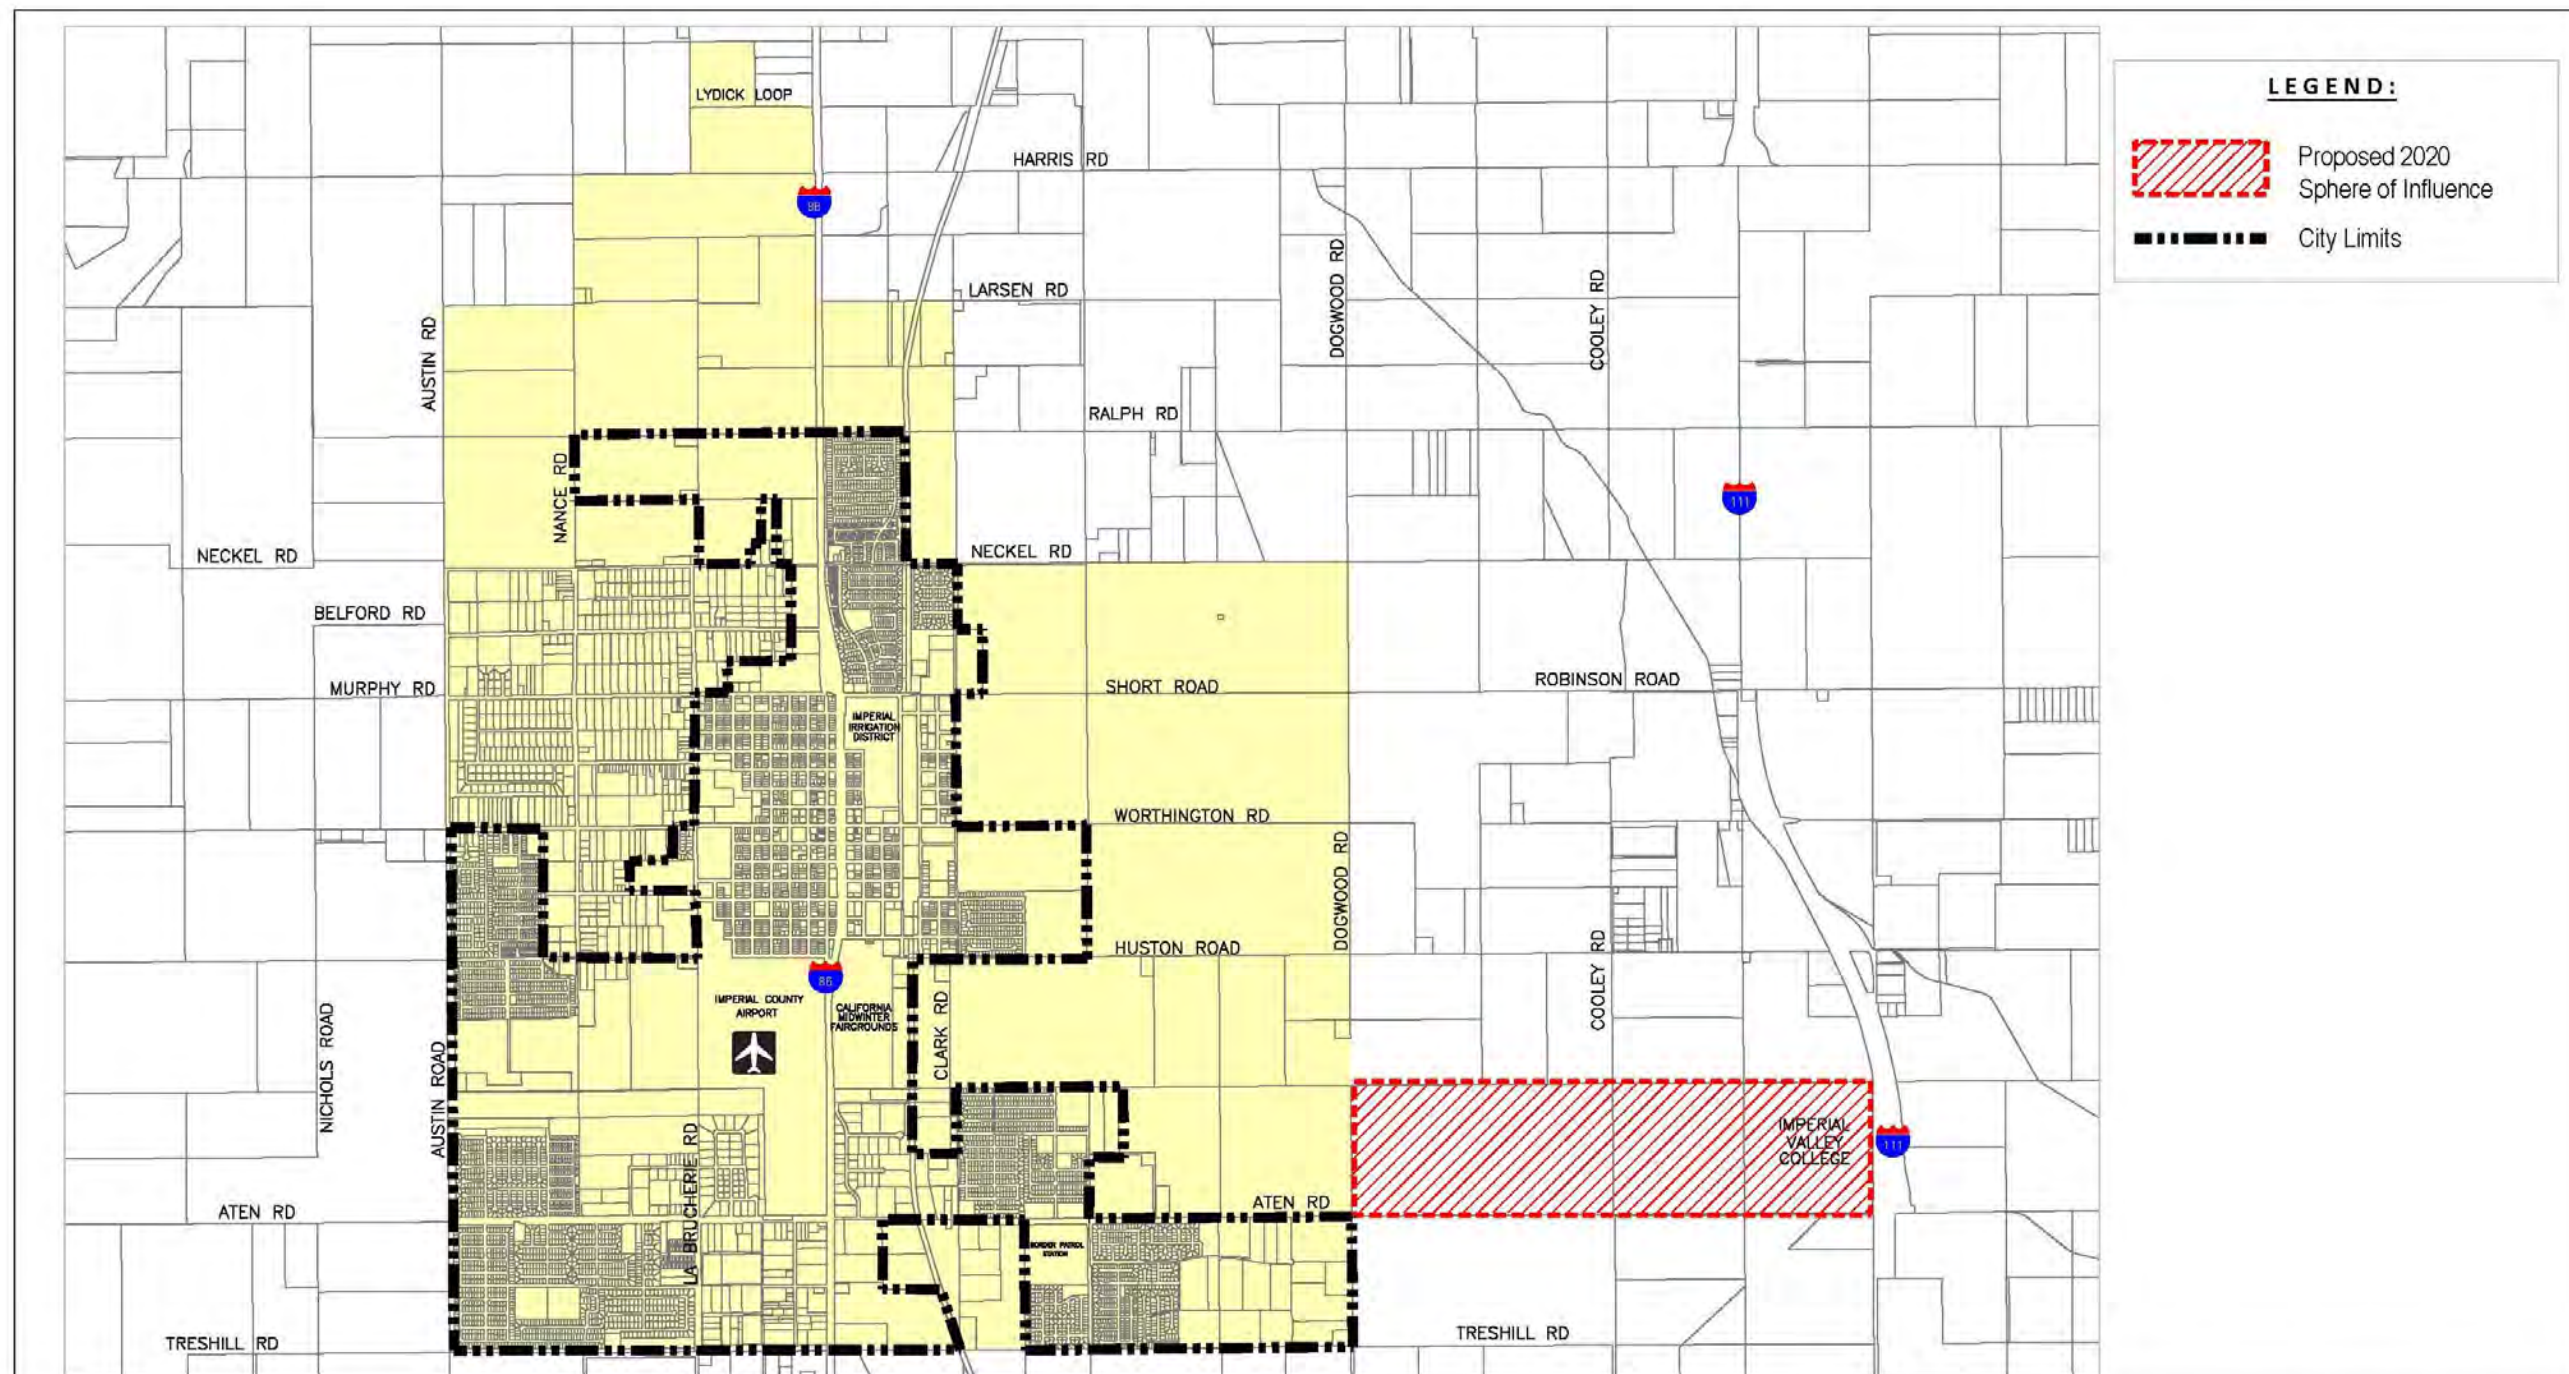 LEGEND:
Proposed 2020
Sphere of Influence
City Limits
LYDICK LOOP
HARRIS RD
86
LARSEN RD
DOGWOOD RD
COOLEY RD
AUSTIN RD
RALPH RD
NANCE RD
111
NECKEL RD
NECKEL RD
BELFORD RD
MURPHY RD
SHORT ROAD
ROBINSON ROAD
IMPERIAL
IRRIGATION
DISTRICT
WORTHINGTON RD
DOGWOOD RD
HUSTON ROAD
COOLEY RD
86
IMPERIAL COUNTY
AIRPORT
CALIFORNIA
MIDWINTER
FAIRGROUNDS
CLARK RD
NICHOLS ROAD
AUSTIN ROAD
LA BRUCHERIE RD
IMPERIAL
VALLEY
COLLEGE
111
ATEN RD
ATEN RD
BORDER PATROL
STATION
TRESHILL RD
TRESHILL RD